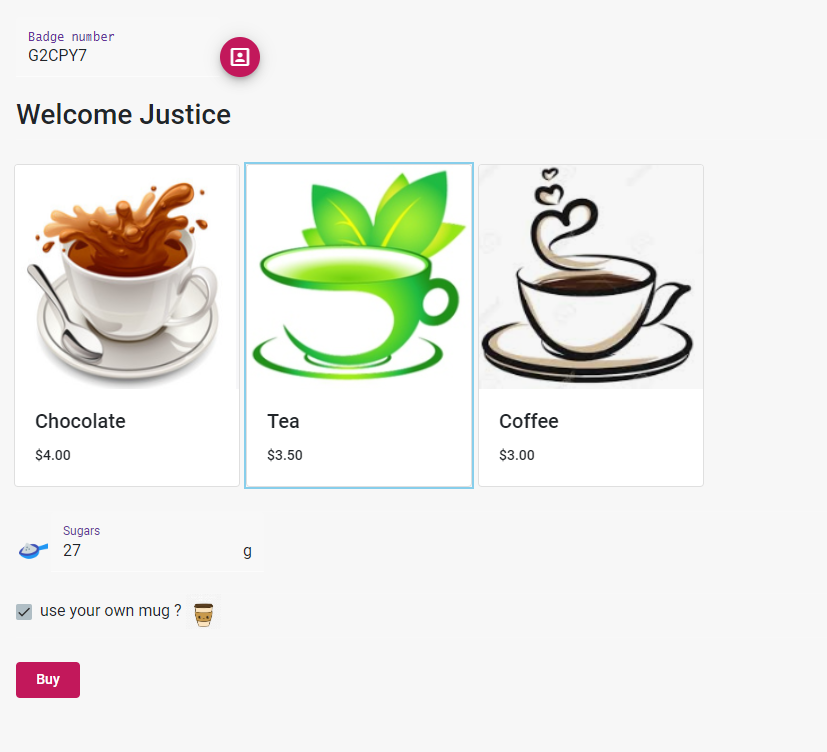 Badge number
G2CPY7
Welcome Justice
Chocolate
$4.00
Tea
$3.50
Coffee
$3.00
Sugars
27 g
use your own mug ?
Buy